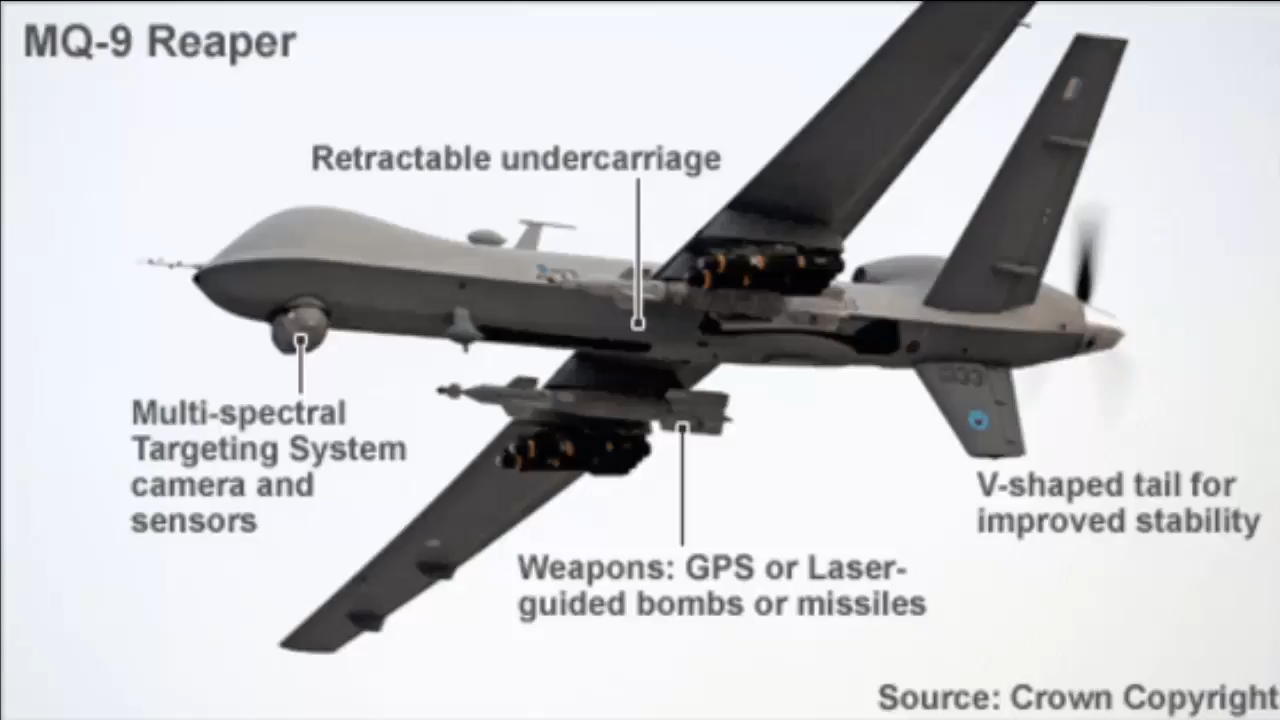 MQ-9 Reaper
Retractable undercarriage
Multi-spectral
Targeting System
camera and
sensors
V-shaped tail for
improved stability
Weapons: GPS or Laser-
guided bombs or missiles
Source: Crown Copyright